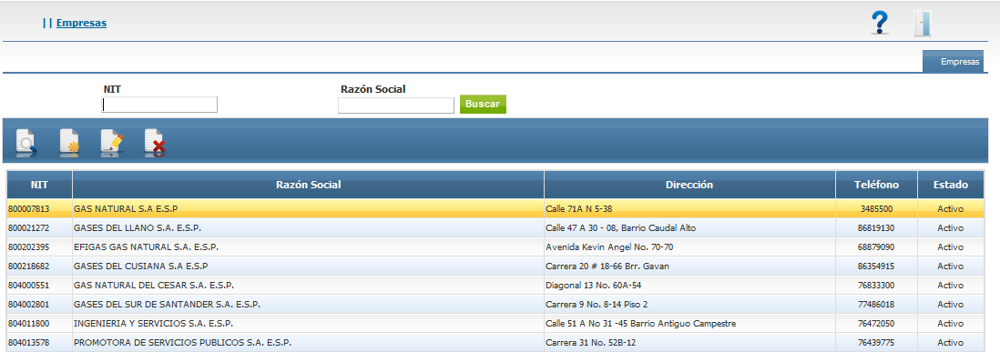 || Empresas
Empresas
NIT Razón Social
Buscar
NIT Razón Social Dirección Teléfono Estado
800007813 GAS NATURAL S.A E.S.P Calle 71A N 5-38 3485500 Activo
800021272 GASES DEL LLANO S.A. E.S.P. Calle 47 A 30 - 08, Barrio Caudal Alto 86819130 Activo
800202395 EFIGAS GAS NATURAL S.A. E.S.P. Avenida Kevin Angel No. 70-70 68879090 Activo
800218682 GASES DEL CUSIANA S.A E.S.P Carrera 20 # 18-66 Brr. Gavan 86354915 Activo
804000551 GAS NATURAL DEL CESAR S.A. E.S.P. Diagonal 13 No. 60A-54 76833300 Activo
804002801 GASES DEL SUR DE SANTANDER S.A. E.S.P. Carrera 9 No. 8-14 Piso 2 77486018 Activo
804011800 INGENIERIA Y SERVICIOS S.A. E.S.P. Calle 51 A No 31 -45 Barrio Antiguo Campestre 76472050 Activo
804013578 PROMOTORA DE SERVICIOS PUBLICOS S.A. E.S.P. Carrera 31 No. 52B-12 76439775 Activo